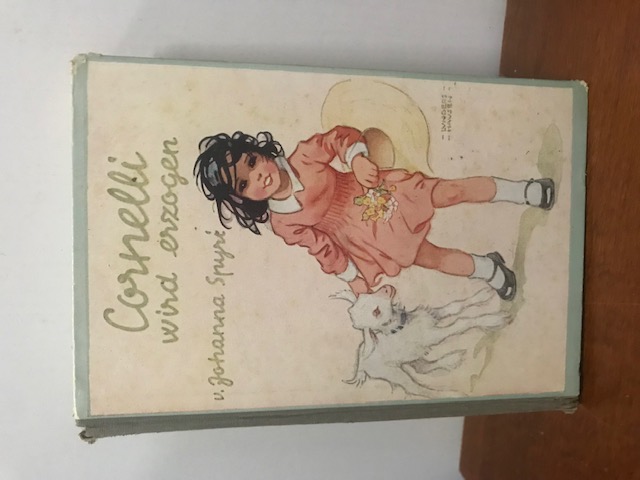 Cornelli
wird erzogen
v. Johanna Spyri